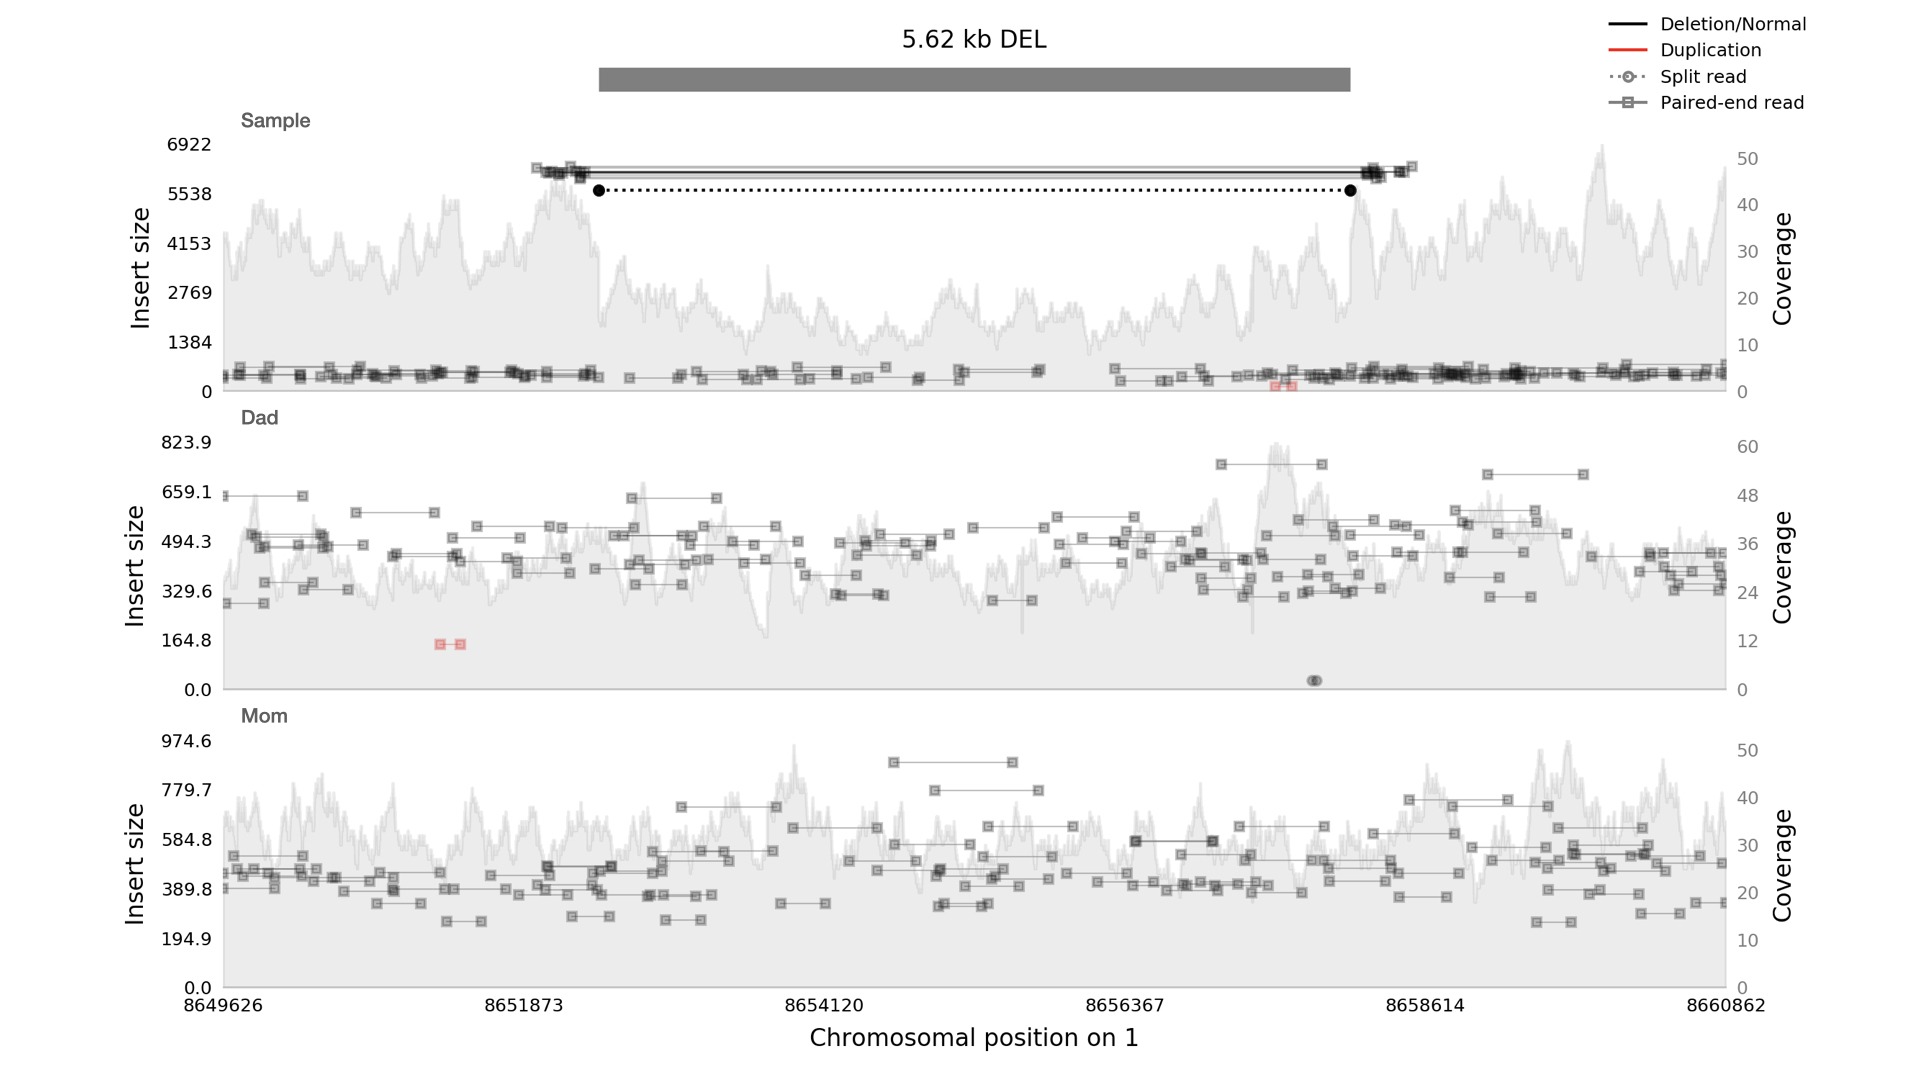 5.62 kb DEL
Deletion/Normal
Duplication
Split read
Paired-end read
Sample
6922
5538
4153
2769
1384
0
Insert size
50
40
30
20
10
0
Coverage
Dad
823.9
659.1
494.3
329.6
164.8
0.0
Insert size
60
48
36
24
12
0
Coverage
Mom
974.6
779.7
584.8
389.8
194.9
0.0
Insert size
50
40
30
20
10
0
Coverage
8649626 8651873 8654120 8656367 8658614 8660862
Chromosomal position on 1